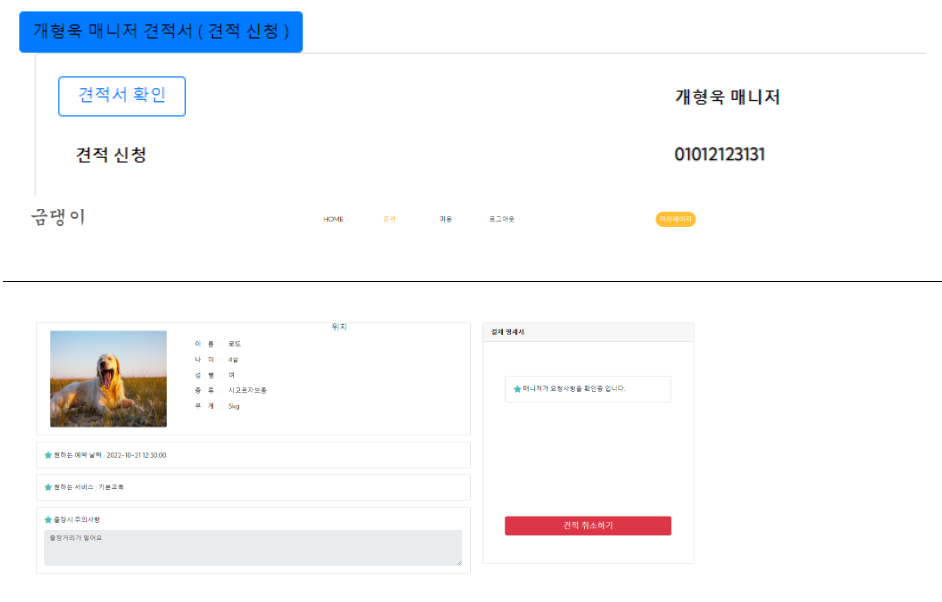 개형욱 매니저 견적서 ( 견적 신청 )
견적서 확인
개형욱 매니저
견적 신청
01012123131
금댕이
HOME
훈련
미용
로그아웃
마이페이지
위치
결제 명세서
이 름 : 로드
나 이 : 4살
성 별 : 여
종 류 : 시고르자브종
무 게 : 5kg
매니저가 요청사항을 확인중 입니다.
원하는 예약 날짜 : 2022-10-21 12:30:00
원하는 서비스 : 기본교육
출장시 주의사항
출장거리가 멀어요
견적 취소하기